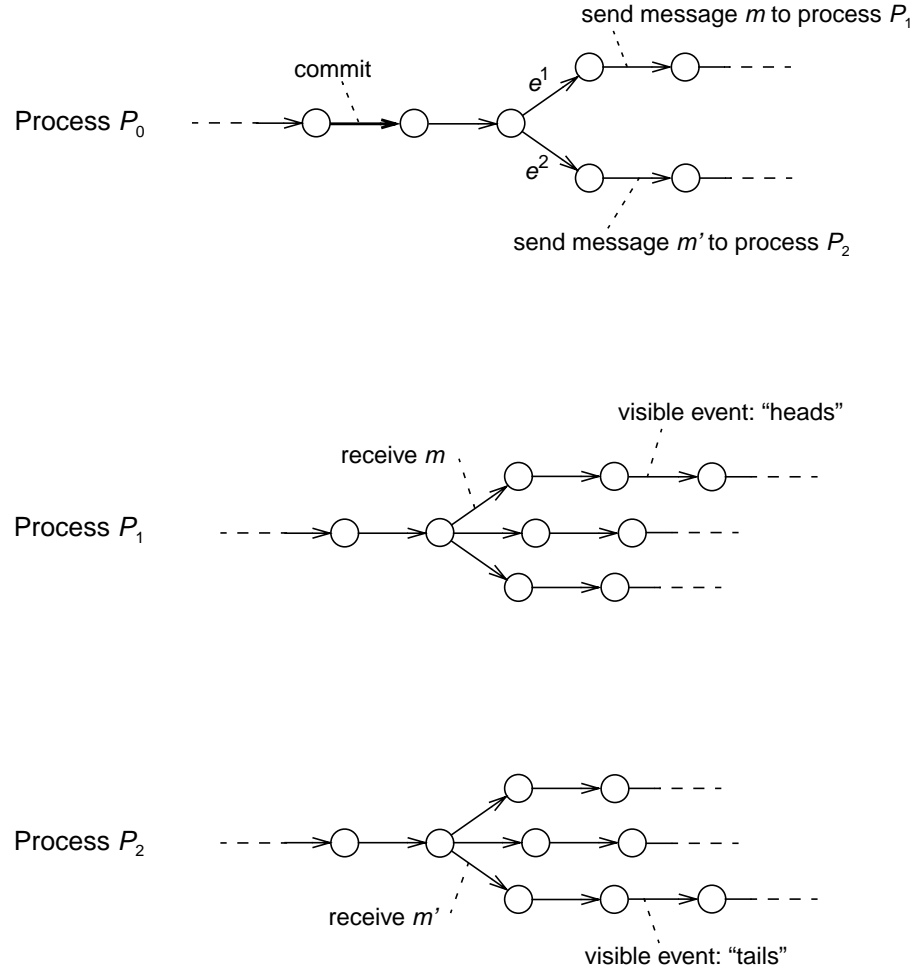 send message m to process P₁
commit
e¹
Process P₀
e²
send message m' to process P₂
visible event: “heads”
receive m
Process P₁
Process P₂
receive m'
visible event: “tails”